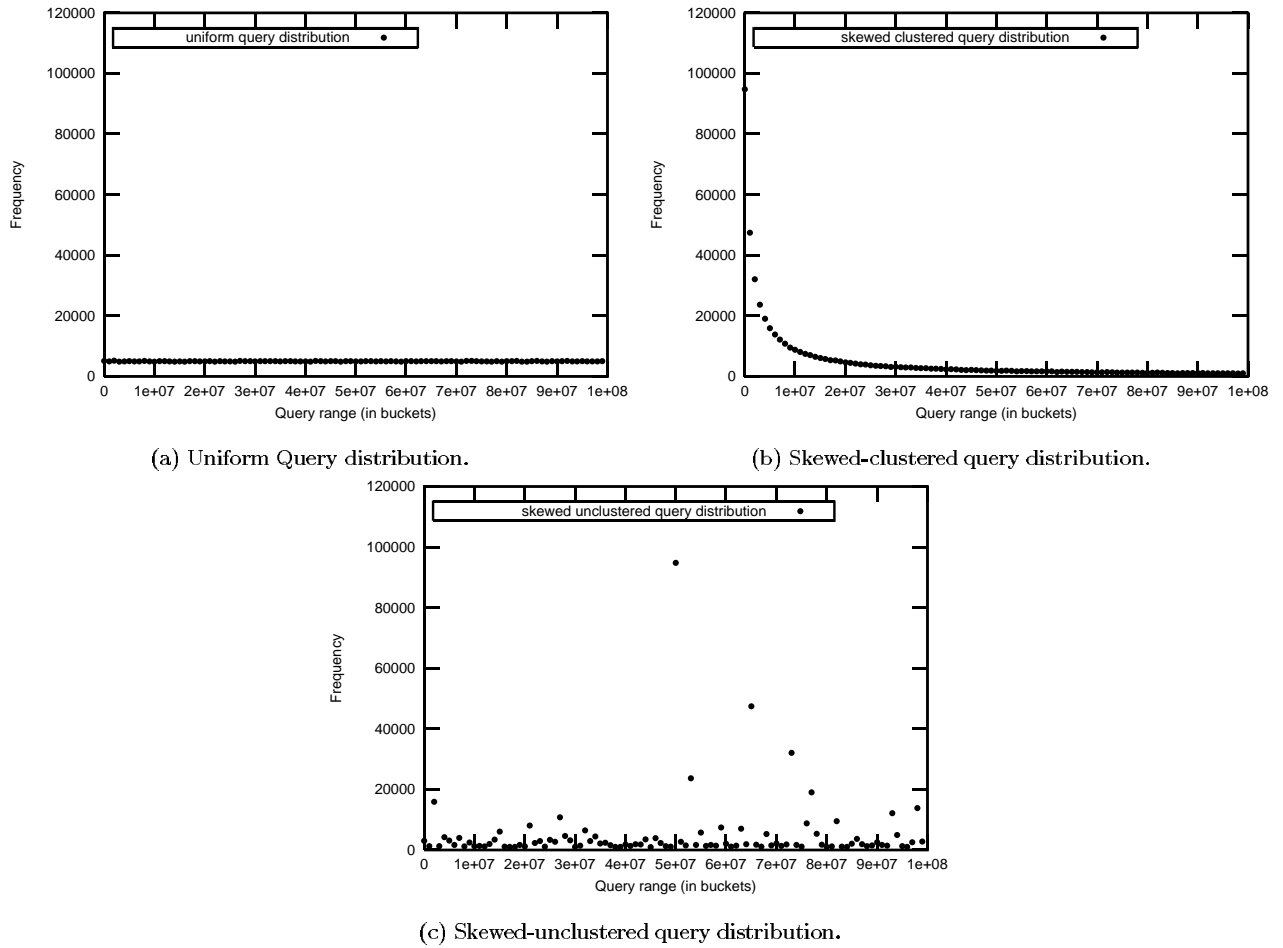 120000
100000
80000
60000
40000
20000
0
Frequency
uniform query distribution
0 1e+07 2e+07 3e+07 4e+07 5e+07 6e+07 7e+07 8e+07 9e+07 1e+08
Query range (in buckets)
(a) Uniform Query distribution.
120000
100000
80000
60000
40000
20000
0
Frequency
skewed clustered query distribution
0 1e+07 2e+07 3e+07 4e+07 5e+07 6e+07 7e+07 8e+07 9e+07 1e+08
Query range (in buckets)
(b) Skewed-clustered query distribution.
120000
100000
80000
60000
40000
20000
0
Frequency
skewed unclustered query distribution
0 1e+07 2e+07 3e+07 4e+07 5e+07 6e+07 7e+07 8e+07 9e+07 1e+08
Query range (in buckets)
(c) Skewed-unclustered query distribution.